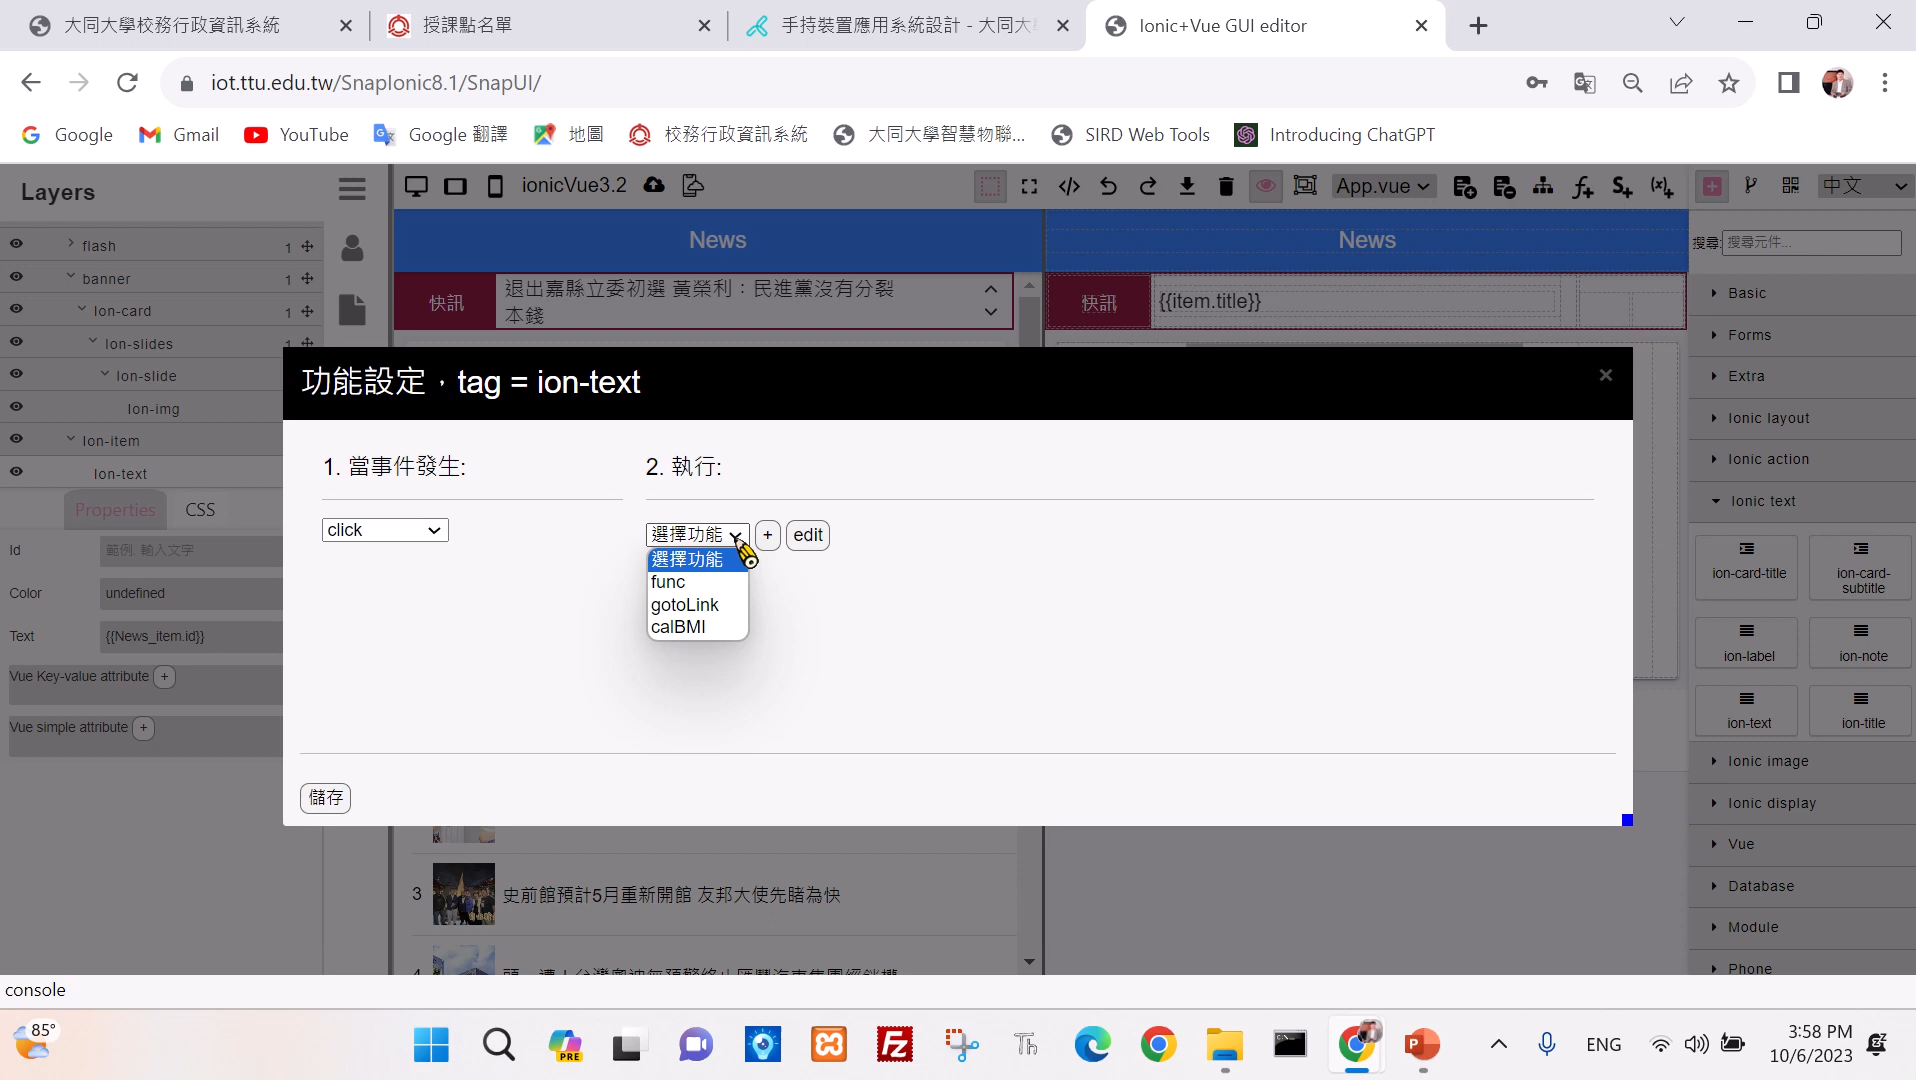 大同大學校務行政資訊系統
授課點名單
手持裝置應用系統設計 - 大同大
Ionic+Vue GUI editor
iot.ttu.edu.tw/SnapIonic8.1/SnapUI/
Google
Gmail
YouTube
Google 翻譯
地圖
校務行政資訊系統
大同大學智慧物聯...
SIRD Web Tools
Introducing ChatGPT
Layers
ionicVue3.2
App.vue
中文
flash 1
banner 1
Ion-card 1
Ion-slides 1
Ion-slide
Ion-img
Ion-item
Ion-text
News
News
快訊
退出嘉縣立委初選 黃榮利：民進黨沒有分裂
本錢
快訊
{{item.title}}
搜尋:
搜尋元件...
Basic
Forms
Extra
Ionic layout
Ionic action
Ionic text
ion-card-title
ion-card-
subtitle
ion-label
ion-note
ion-text
ion-title
Ionic image
Ionic display
Vue
Database
Module
Phone
Properties
CSS
Id
範例. 輸入文字
Color
undefined
Text
{{News_item.id}}
Vue Key-value attribute +
Vue simple attribute +
功能設定，tag = ion-text
×
1. 當事件發生:
2. 執行:
click
選擇功能
+
edit
選擇功能
func
gotoLink
calBMI
儲存
3
史前館預計5月重新開館 友邦大使先睹為快
4
console
85°
PRE
ENG
3:58 PM
10/6/2023